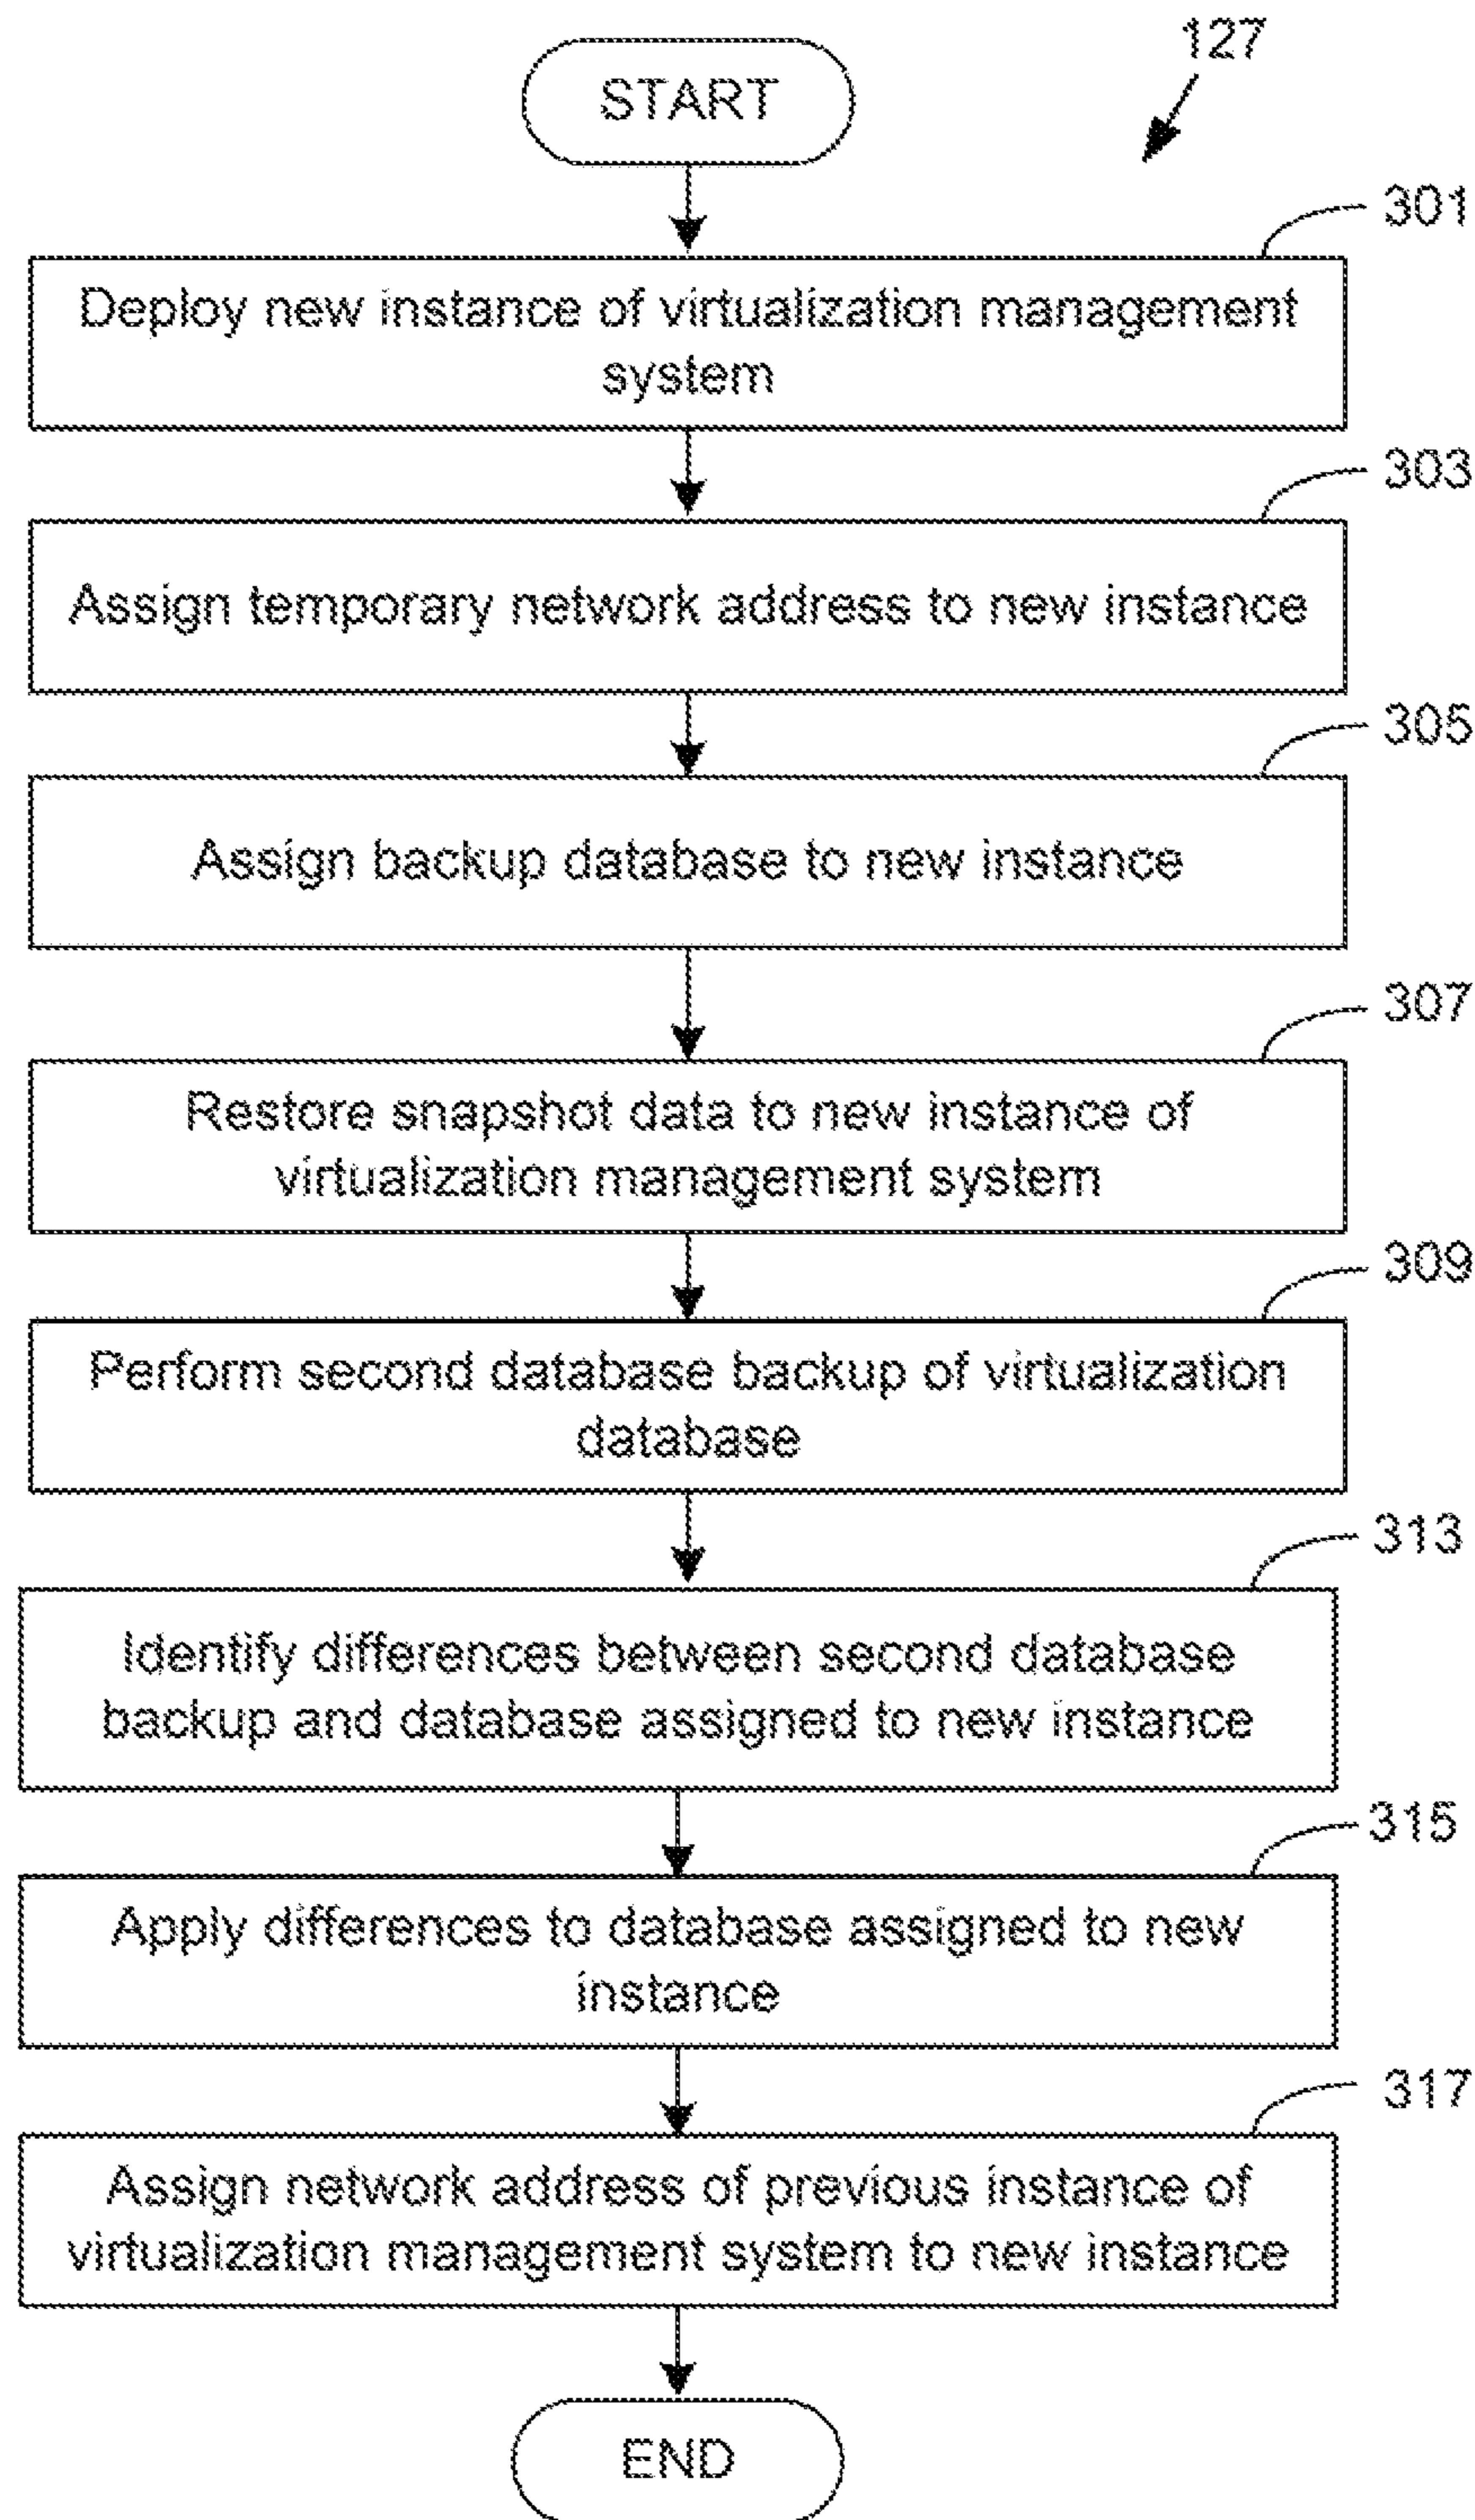 127
START
301
Deploy new instance of virtualization management
system
303
Assign temporary network address to new instance
305
Assign backup database to new instance
307
Restore snapshot data to new instance of
virtualization management system
309
Perform second database backup of virtualization
database
313
Identify differences between second database
backup and database assigned to new instance
315
Apply differences to database assigned to new
instance
317
Assign network address of previous instance of
virtualization management system to new instance
END